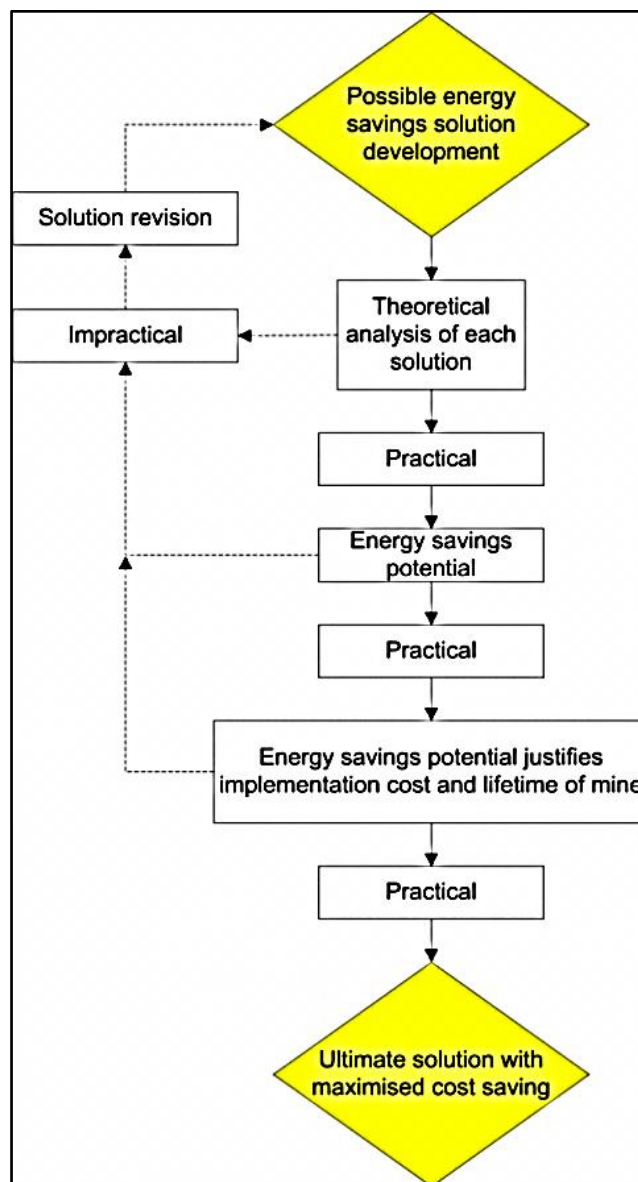 Possible energy
savings solution
development
Solution revision
Impractical
Theoretical
analysis of each
solution
Practical
Energy savings
potential
Practical
Energy savings potential justifies
implementation cost and lifetime of mine
Practical
Ultimate solution with
maximised cost saving